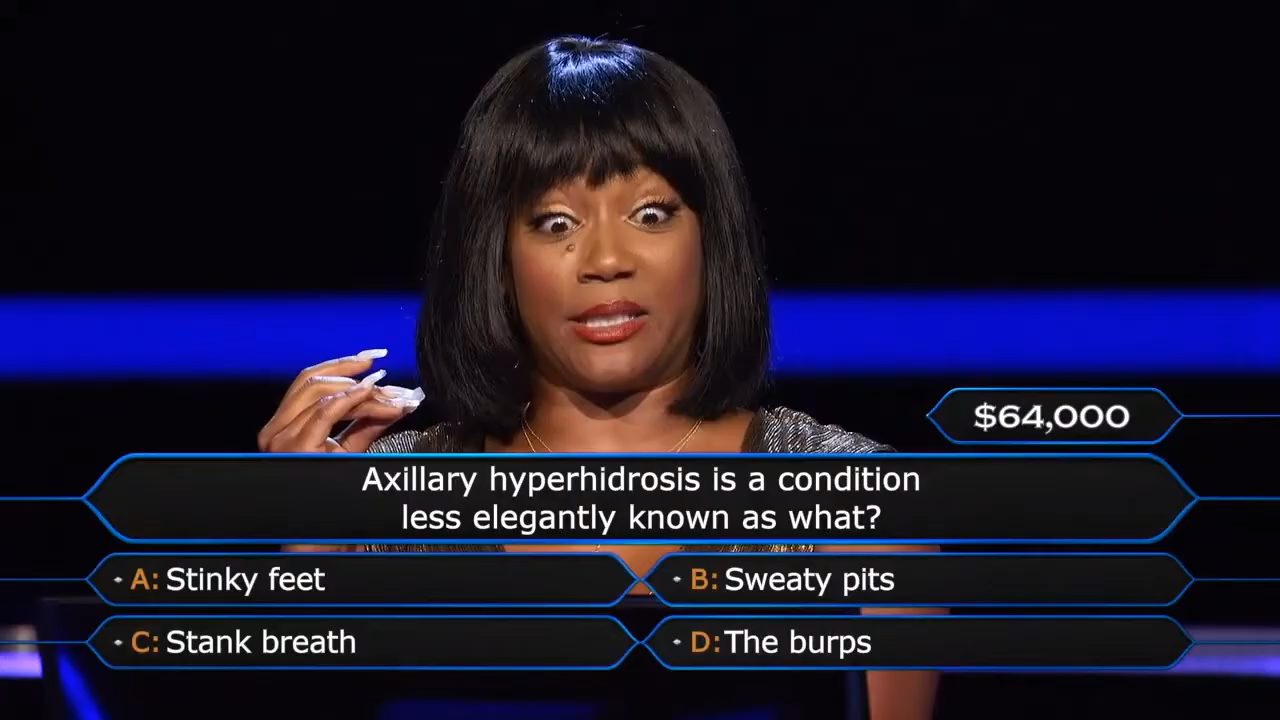 $64,000
Axillary hyperhidrosis is a condition
less elegantly known as what?
A: Stinky feet
B: Sweaty pits
C: Stank breath
D: The burps